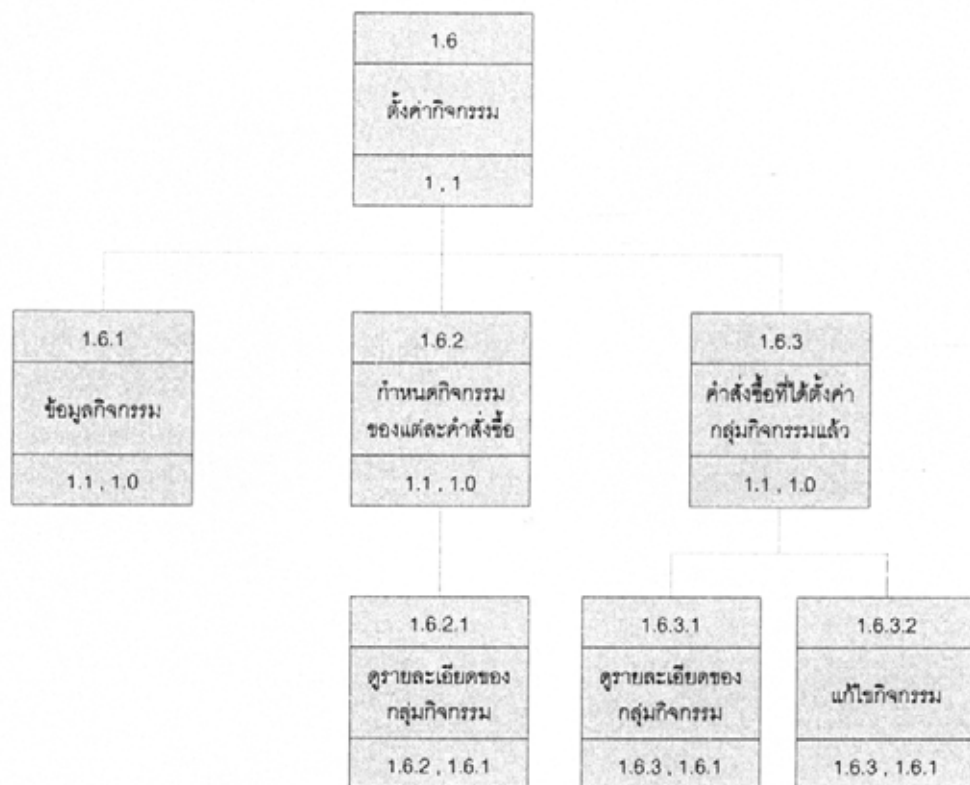 1.6
ตั้งค่ากิจกรรม
1 , 1
1.6.1
ข้อมูลกิจกรรม
1.1 , 1.0
1.6.2
กำหนดกิจกรรม
ของแต่ละคำสั่งซื้อ
1.1 , 1.0
1.6.3
คำสั่งซื้อที่ได้ตั้งค่า
กลุ่มกิจกรรมแล้ว
1.1 , 1.0
1.6.2.1
ดูรายละเอียดของ
กลุ่มกิจกรรม
1.6.2 , 1.6.1
1.6.3.1
ดูรายละเอียดของ
กลุ่มกิจกรรม
1.6.3 , 1.6.1
1.6.3.2
แก้ไขกิจกรรม
1.6.3 , 1.6.1